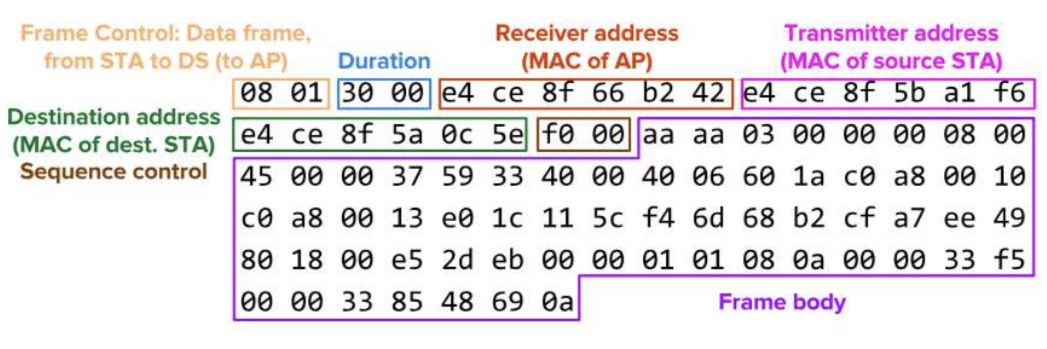 Frame Control: Data frame,
from STA to DS (to AP)
Duration
Receiver address
(MAC of AP)
Transmitter address
(MAC of source STA)
08 01 30 00 e4 ce 8f 66 b2 42 e4 ce 8f 5b a1 f6
Destination address
(MAC of dest. STA)
Sequence control
e4 ce 8f 5a 0c 5e f0 00 aa aa 03 00 00 00 08 00
45 00 00 37 59 33 40 00 40 06 60 1a c0 a8 00 10
c0 a8 00 13 e0 1c 11 5c f4 6d 68 b2 cf a7 ee 49
80 18 00 e5 2d eb 00 00 01 01 08 0a 00 00 33 f5
00 00 33 85 48 69 0a
Frame body